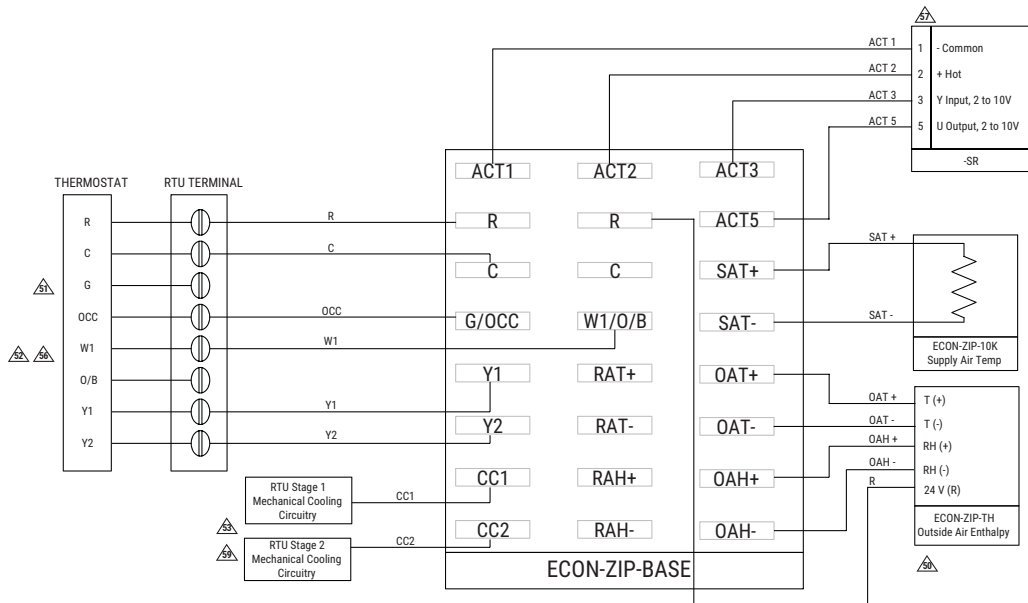 57
ACT 1
1
- Common
ACT 2
2
+ Hot
ACT 3
3
Y Input, 2 to 10V
ACT 5
5
U Output, 2 to 10V
-SR
THERMOSTAT
RTU TERMINAL
R
C
G
OCC
W1
O/B
Y1
Y2
51
52
56
R
C
OCC
W1
Y1
Y2
RTU Stage 1
Mechanical Cooling
Circuitry
CC1
53
59
RTU Stage 2
Mechanical Cooling
Circuitry
CC2
ACT1
ACT2
ACT3
R
R
ACT5
C
C
SAT+
G/OCC
W1/O/B
SAT-
Y1
RAT+
OAT+
Y2
RAT-
OAT-
CC1
RAH+
OAH+
CC2
RAH-
OAH-
ECON-ZIP-BASE
SAT +
SAT -
ECON-ZIP-10K
Supply Air Temp
OAT +
T (+)
OAT -
T (-)
OAH +
RH (+)
OAH -
RH (-)
R
24 V (R)
ECON-ZIP-TH
Outside Air Enthalpy
50